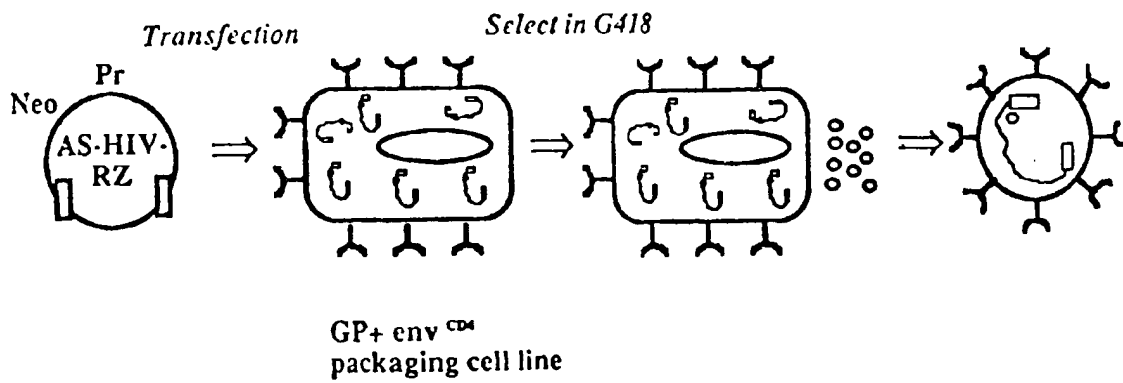 Transfection
Select in G418
Pr
Neo
AS-HIV-
RZ
GP+ env CD4
packaging cell line